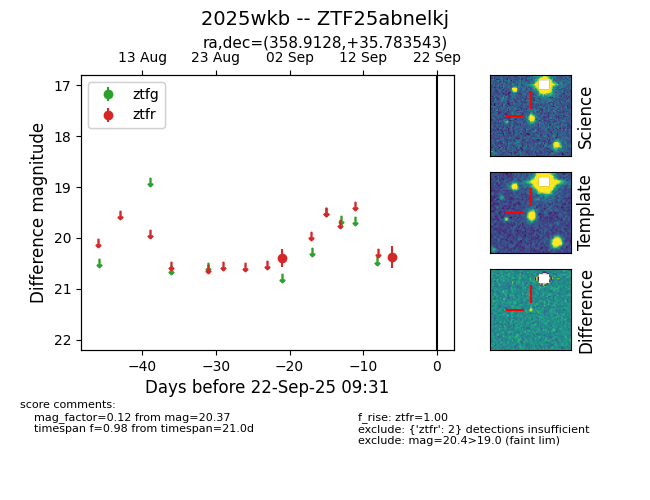 2025wkb -- ZTF25abnelkj
ra,dec=(358.9128,+35.783543)
13 Aug 23 Aug 02 Sep 12 Sep 22 Sep
ztfg
ztfr
17
18
19
20
21
22
Difference magnitude
−40 −30 −20 −10 0
Days before 22-Sep-25 09:31
Science
Template
Difference
score comments:
mag_factor=0.12 from mag=20.37
timespan f=0.98 from timespan=21.0d
f_rise: ztfr=1.00
exclude: {'ztfr': 2} detections insufficient
exclude: mag=20.4>19.0 (faint lim)